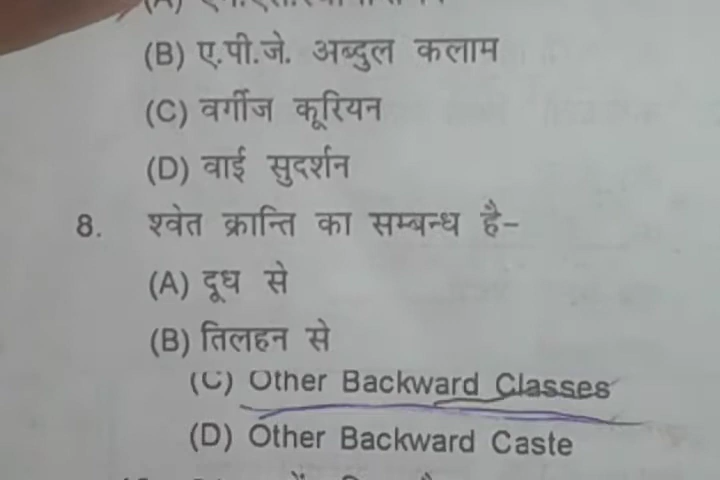 (B) ए.पी.जे. अब्दुल कलाम
(C) वर्गीज कूरियन
(D) वाई सुदर्शन
8. श्वेत क्रान्ति का सम्बन्ध है-
(A) दूध से
(B) तिलहन से
(C) Other Backward Classes
(D) Other Backward Caste